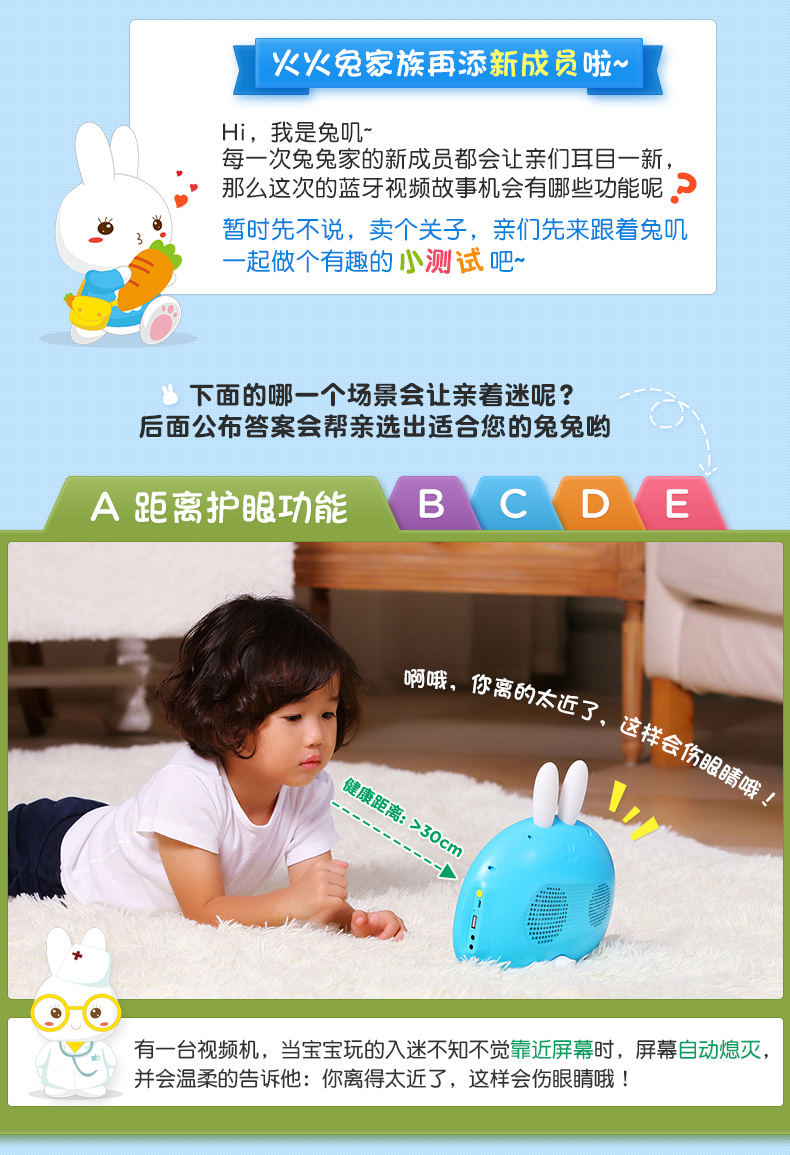 火火兔家族再添新成员啦~
Hi，我是兔叽~
每一次兔兔家的新成员都会让亲们耳目一新，
那么这次的蓝牙视频故事机会有哪些功能呢？
暂时先不说，卖个关子，亲们先来跟着兔叽
一起做个有趣的小测试吧~
下面的哪一个场景会让亲着迷呢？
后面公布答案会帮亲选出适合您的兔兔哟
A 距离护眼功能 B C D E
啊哦，你离的太近了，这样会伤眼睛哦！
健康距离: >30cm
有一台视频机，当宝宝玩的入迷不知不觉靠近屏幕时，屏幕自动熄灭，
并会温柔的告诉他：你离得太近了，这样会伤眼睛哦！